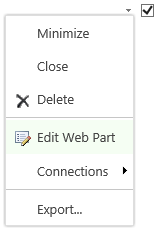 Minimize
Close
Delete
Edit Web Part
Connections
Export...